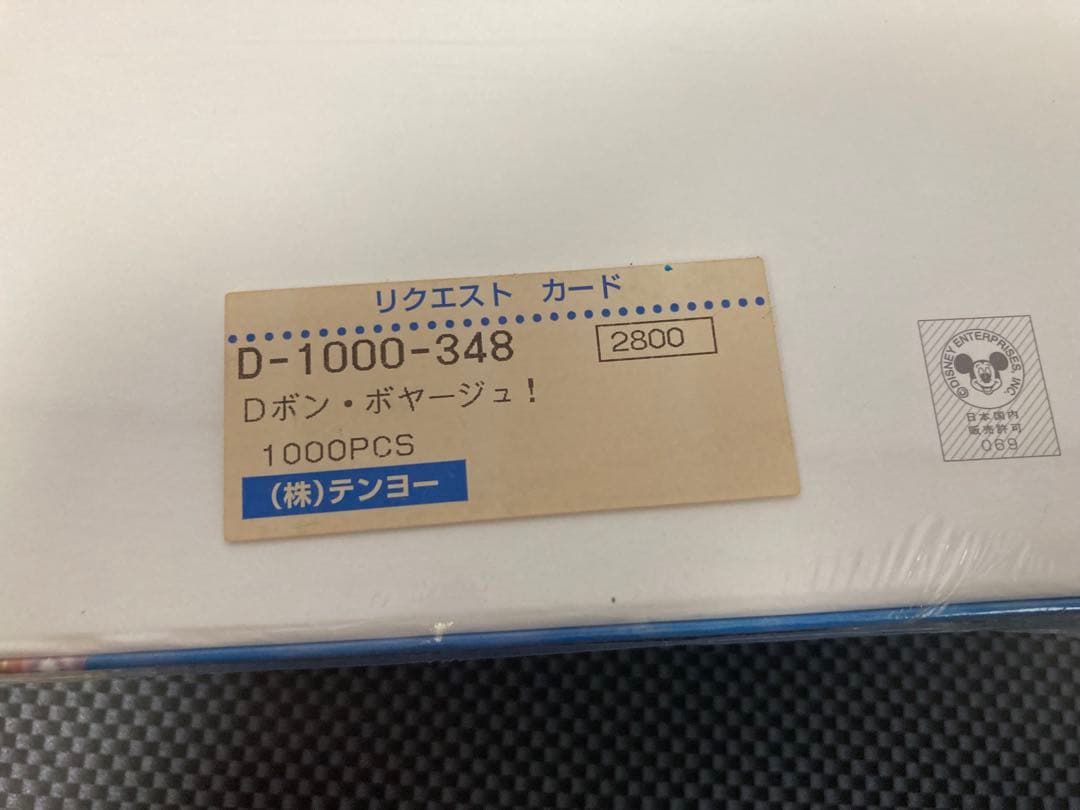 リクエスト カード
D-1000-348
2800
Dボン・ボヤージュ!
1000PCS
(株)テンヨー
©DISNEY ENTERPRISES, INC.
日本国内
販売許可
069